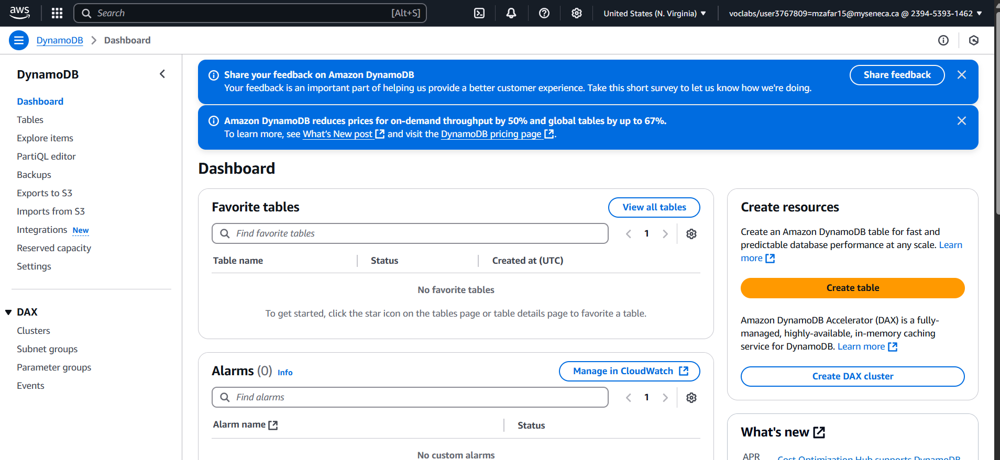 aws
Search [Alt+S]
United States (N. Virginia)
voclabs/user3767809=mzafar15@myseneca.ca @ 2394-5393-1462
DynamoDB
Dashboard
DynamoDB
Dashboard
Tables
Explore items
PartiQL editor
Backups
Exports to S3
Imports from S3
Integrations New
Reserved capacity
Settings
DAX
Clusters
Subnet groups
Parameter groups
Events
Share your feedback on Amazon DynamoDB
Your feedback is an important part of helping us provide a better customer experience. Take this short survey to let us know how we're doing.
Share feedback
Amazon DynamoDB reduces prices for on-demand throughput by 50% and global tables by up to 67%.
To learn more, see What's New post and visit the DynamoDB pricing page.
Dashboard
Favorite tables
View all tables
Find favorite tables
1
Table name Status Created at (UTC)
No favorite tables
To get started, click the star icon on the tables page or table details page to favorite a table.
Alarms (0) Info
Manage in CloudWatch
Find alarms
1
Alarm name Status
No custom alarms
Create resources
Create an Amazon DynamoDB table for fast and
predictable database performance at any scale. Learn
more
Create table
Amazon DynamoDB Accelerator (DAX) is a fully-
managed, highly-available, in-memory caching
service for DynamoDB. Learn more
Create DAX cluster
What's new
APR
Cost Optimization Hub supports DynamoDB